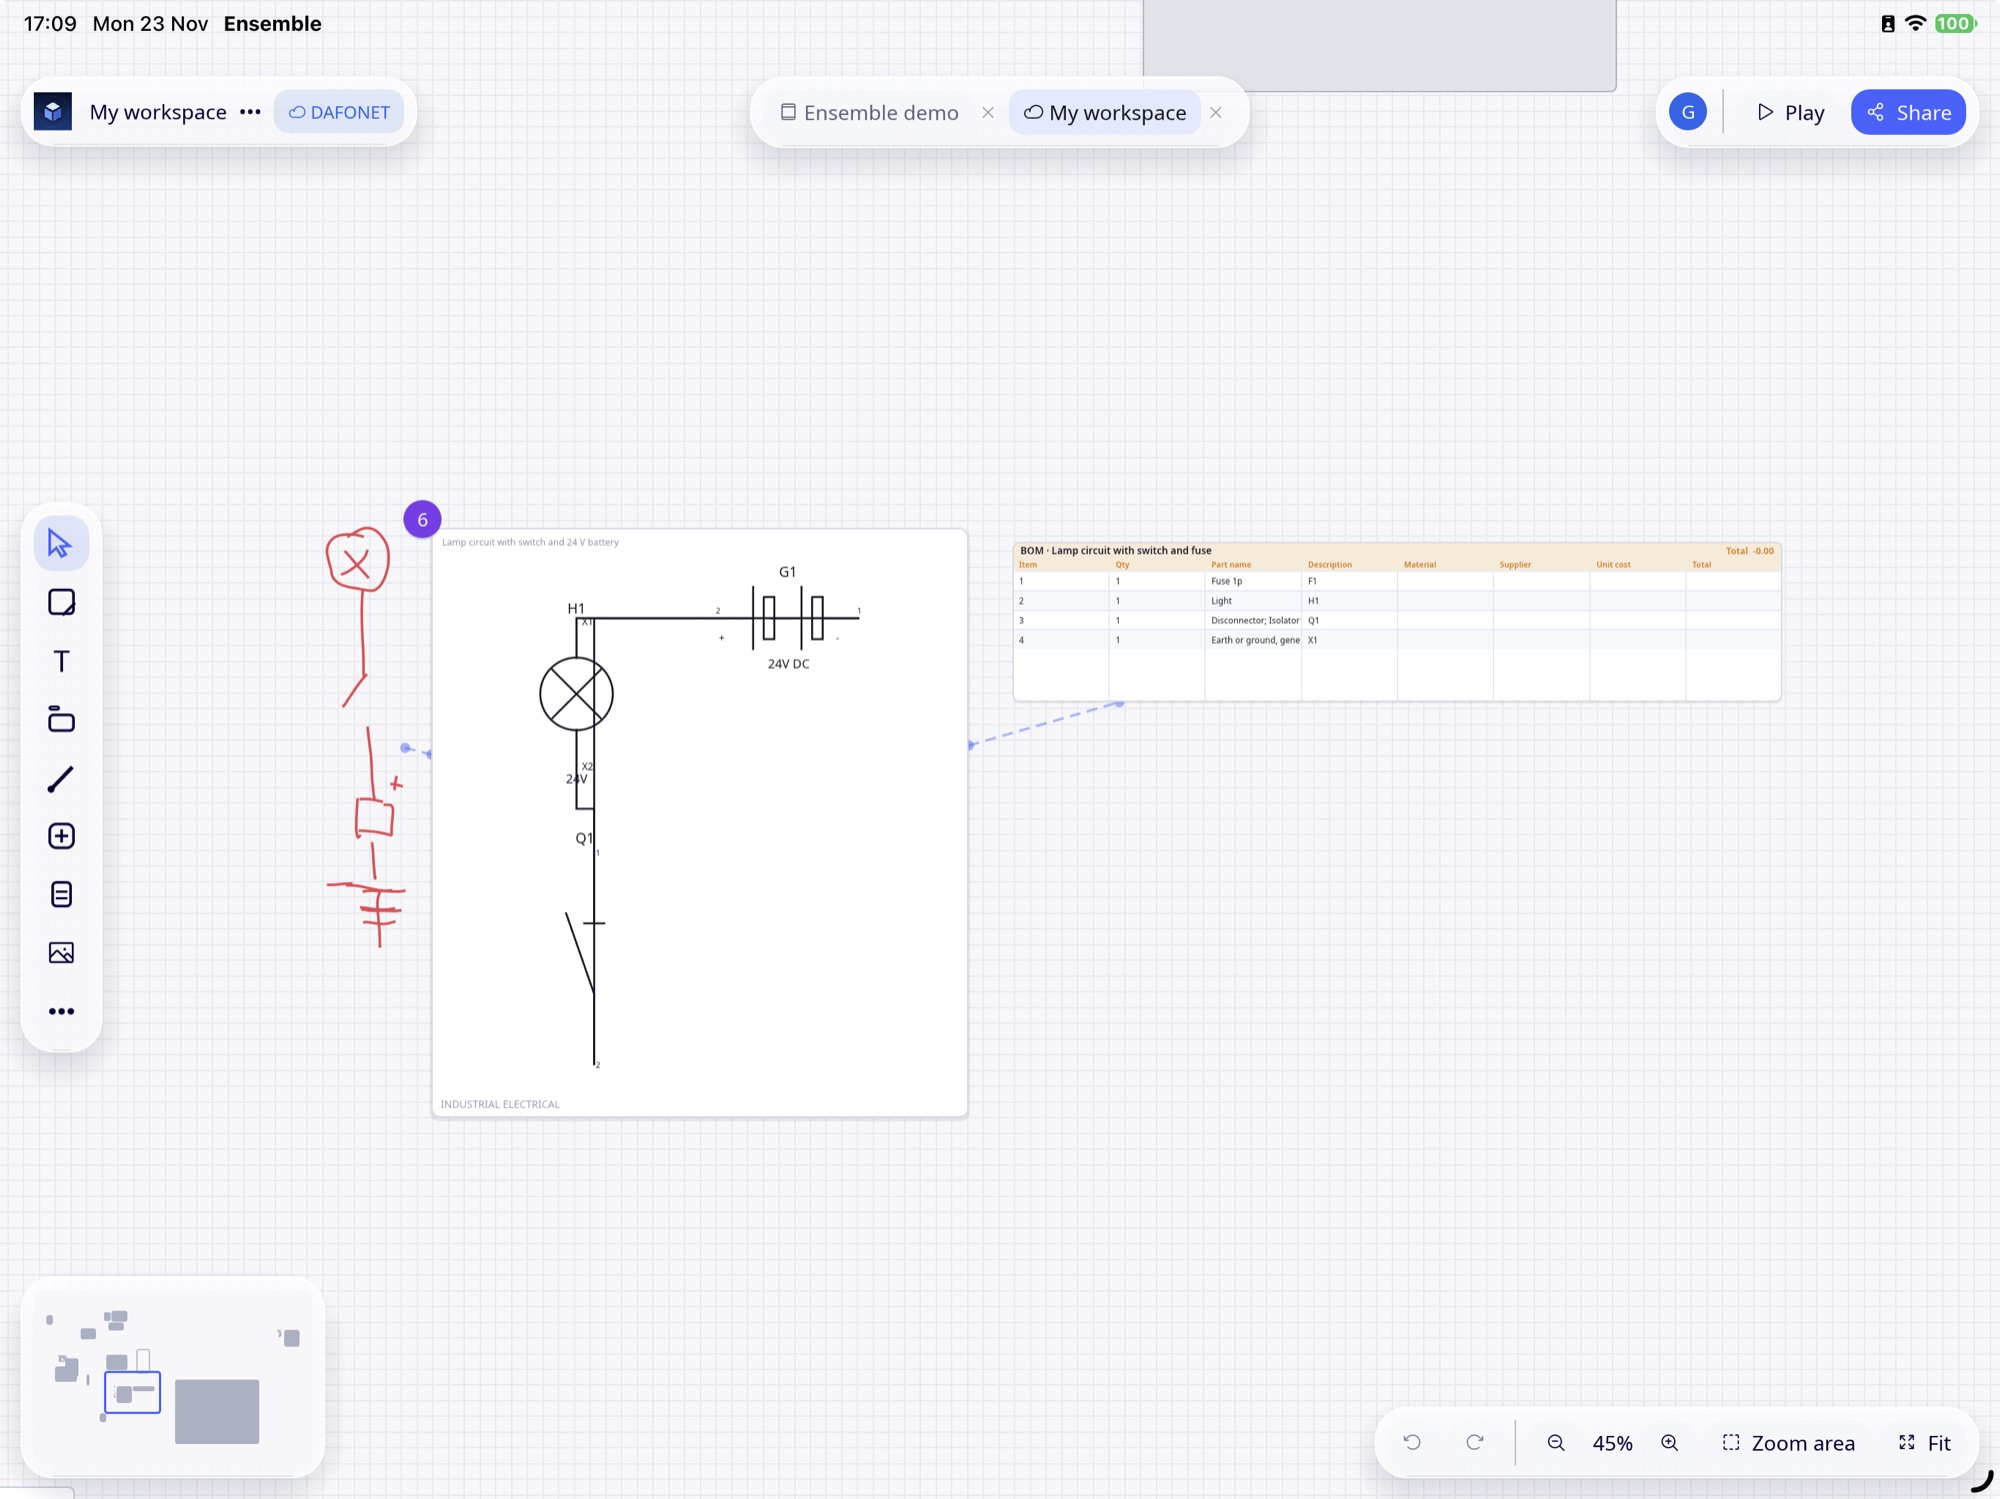 17:09 Mon 23 Nov Ensemble
100
My workspace ••• DAFONET
Ensemble demo × My workspace ×
G Play Share
6
Lamp circuit with switch and 24 V battery
G1
H1
X1
2
1
+
-
24V DC
X2
24V
Q1
1
2
INDUSTRIAL ELECTRICAL
+
T
BOM · Lamp circuit with switch and fuse Total -0.00
Item Qty Part name Description Material Supplier Unit cost Total
1 1 Fuse 1p F1
2 1 Light H1
3 1 Disconnector; Isolator Q1
4 1 Earth or ground, gene X1
45% Zoom area Fit